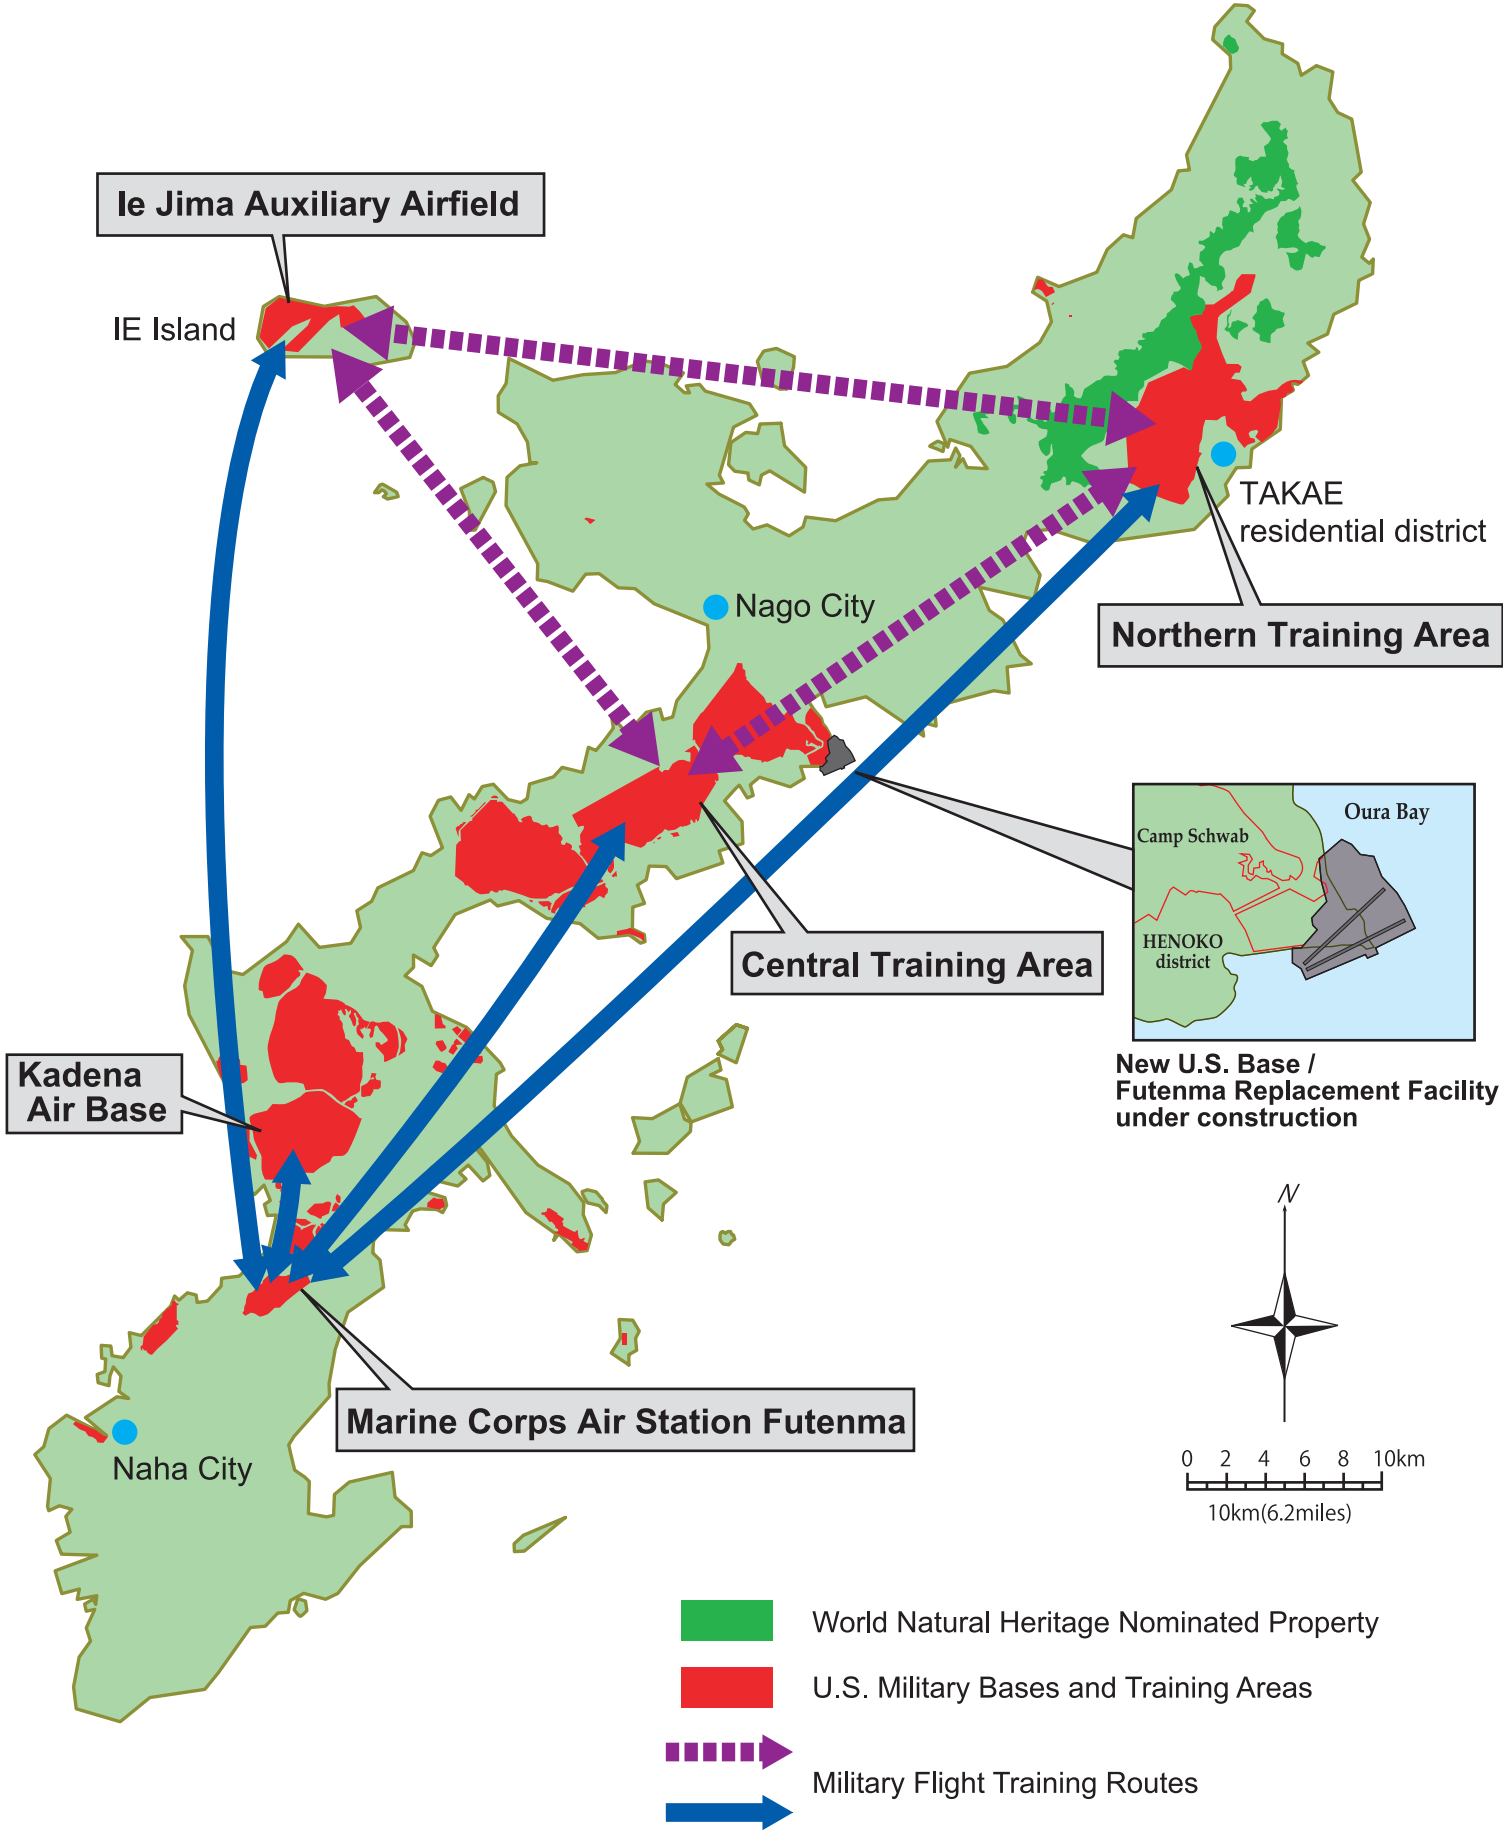 Ie Jima Auxiliary Airfield
IE Island
TAKAE
residential district
Nago City
Northern Training Area
Oura Bay
Camp Schwab
HENOKO
district
Central Training Area
New U.S. Base /
Futenma Replacement Facility
under construction
Kadena
Air Base
N
Marine Corps Air Station Futenma
Naha City
0 2 4 6 8 10km
10km(6.2miles)
World Natural Heritage Nominated Property
U.S. Military Bases and Training Areas
Military Flight Training Routes